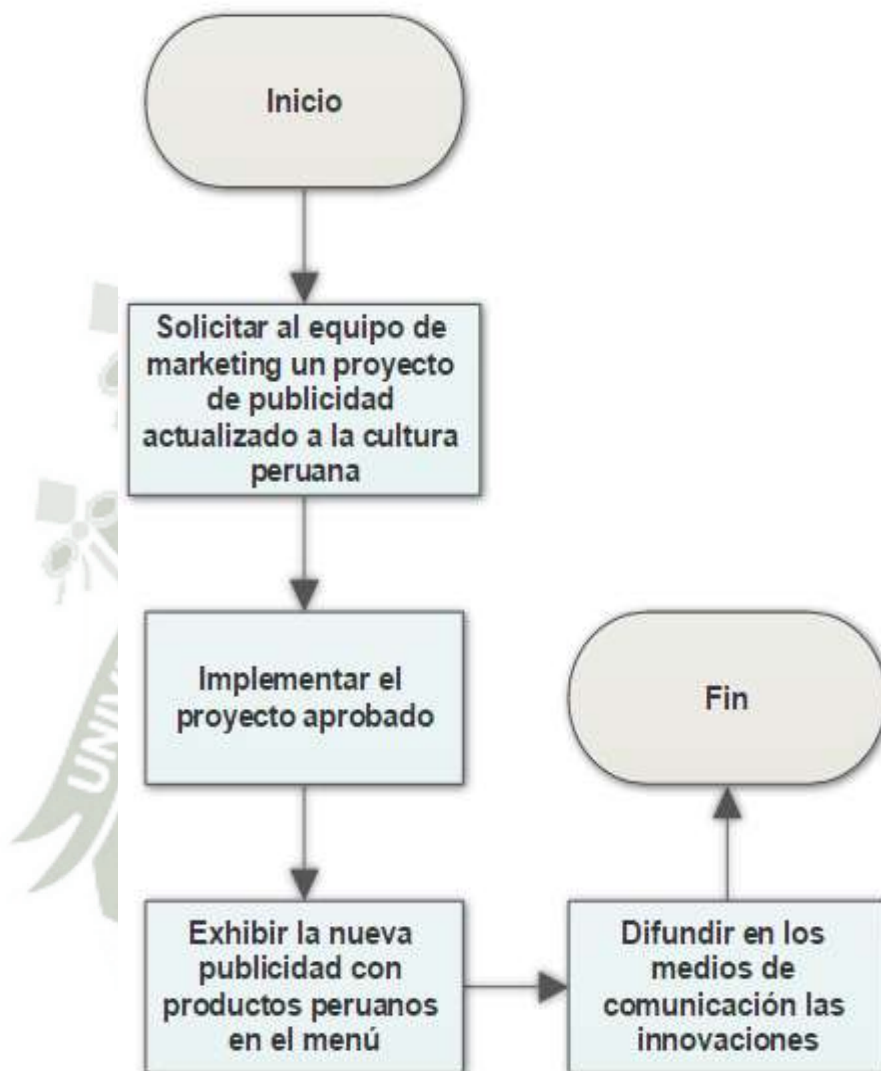 Inicio
Solicitar al equipo de
marketing un proyecto
de publicidad
actualizado a la cultura
peruana
Implementar el
proyecto aprobado
Fin
Exhibir la nueva
publicidad con
productos peruanos
en el menú
Difundir en los
medios de
comunicación las
innovaciones